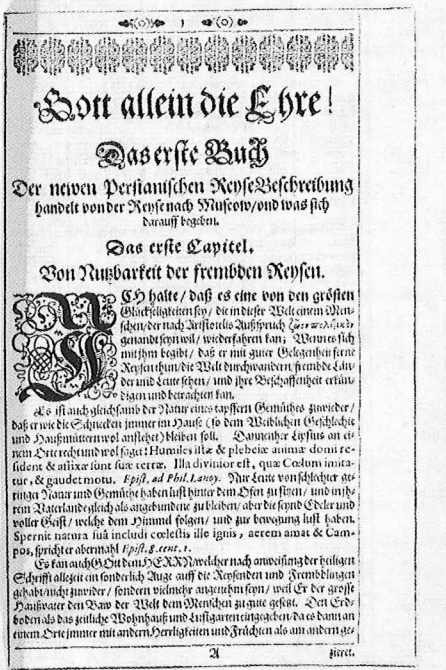 1
Gott allein die Ehre!
Das erste Buch
Der newen Persianischen ReyseBeschreibung
handelt von der Reyse nach Muscow/und was sich
darauff begeben.
Das erste Capitel.
Von Nutzbarkeit der frembden Reysen.
ICH halte/ daß es eine von den grösten
Glückseligkeiten sey/ die in dieser Welt einem Men-
schen/der nach Aristotelis Außspruch
genandt seyn wil/ wiederfahren kan; Wenn es sich
mit ihm begibt/ daß er mit guter Gelegenheit ferne
Reysen thun/die Welt durchwandern/frembde Län-
der und Leute sehen/ und ihre Beschaffenheit erkün-
digen und betrachten kan.
Es ist auch gleichsamb der Natur eines tapffern Gemüthes zuwieder/
daß er wie die Schnecken immer im Hause (so dem Weiblichen Geschlechte
und Haußmüttern wol anstehet) bleiben soll. Dannenher Lipsius an ei-
nem Orte recht und wol saget: Humiles istæ & plebeiæ animæ domi re-
sident & affixæ sunt suæ terræ. Illa divinior est, quæ Cœlum imita-
tur, & gaudet motu. Epist. ad Phil. Lanoy. Nur Leute von schlechter ge-
ringer Natur und Gemüthe haben lust hinter dem Ofen zu sitzen/ und in ih-
rem Vaterlande gleich als angebundene zu bleiben/ aber die seynd Edeler und
voller Geist/ welche dem Himmel folgen/ und zur bewegung lust haben.
Spernit natura suâ includi cœlestis ille ignis, aerem amat & Cam-
pos, spricht er abermahl Epist. 8. cent. 1.
Es kan auch GOtt dem HERRN/welcher nach anweisung der heiligen
Schrifft allezeit ein sonderlich Auge auff die Reysenden und Frembdlingen
gehabt/nicht zuwider/ sondern vielmehr angenehm seyn/ weil Er der grosse
Haußvater den Baw der Welt dem Menschen zu gute gesetzt. Den Erd-
boden als das zeitliche Wohnhauß und Lustgarten eingegeben/da es dann an
einem Orte immer mit andern Herrligkeiten und Früchten als am andern ge-
A zieret.